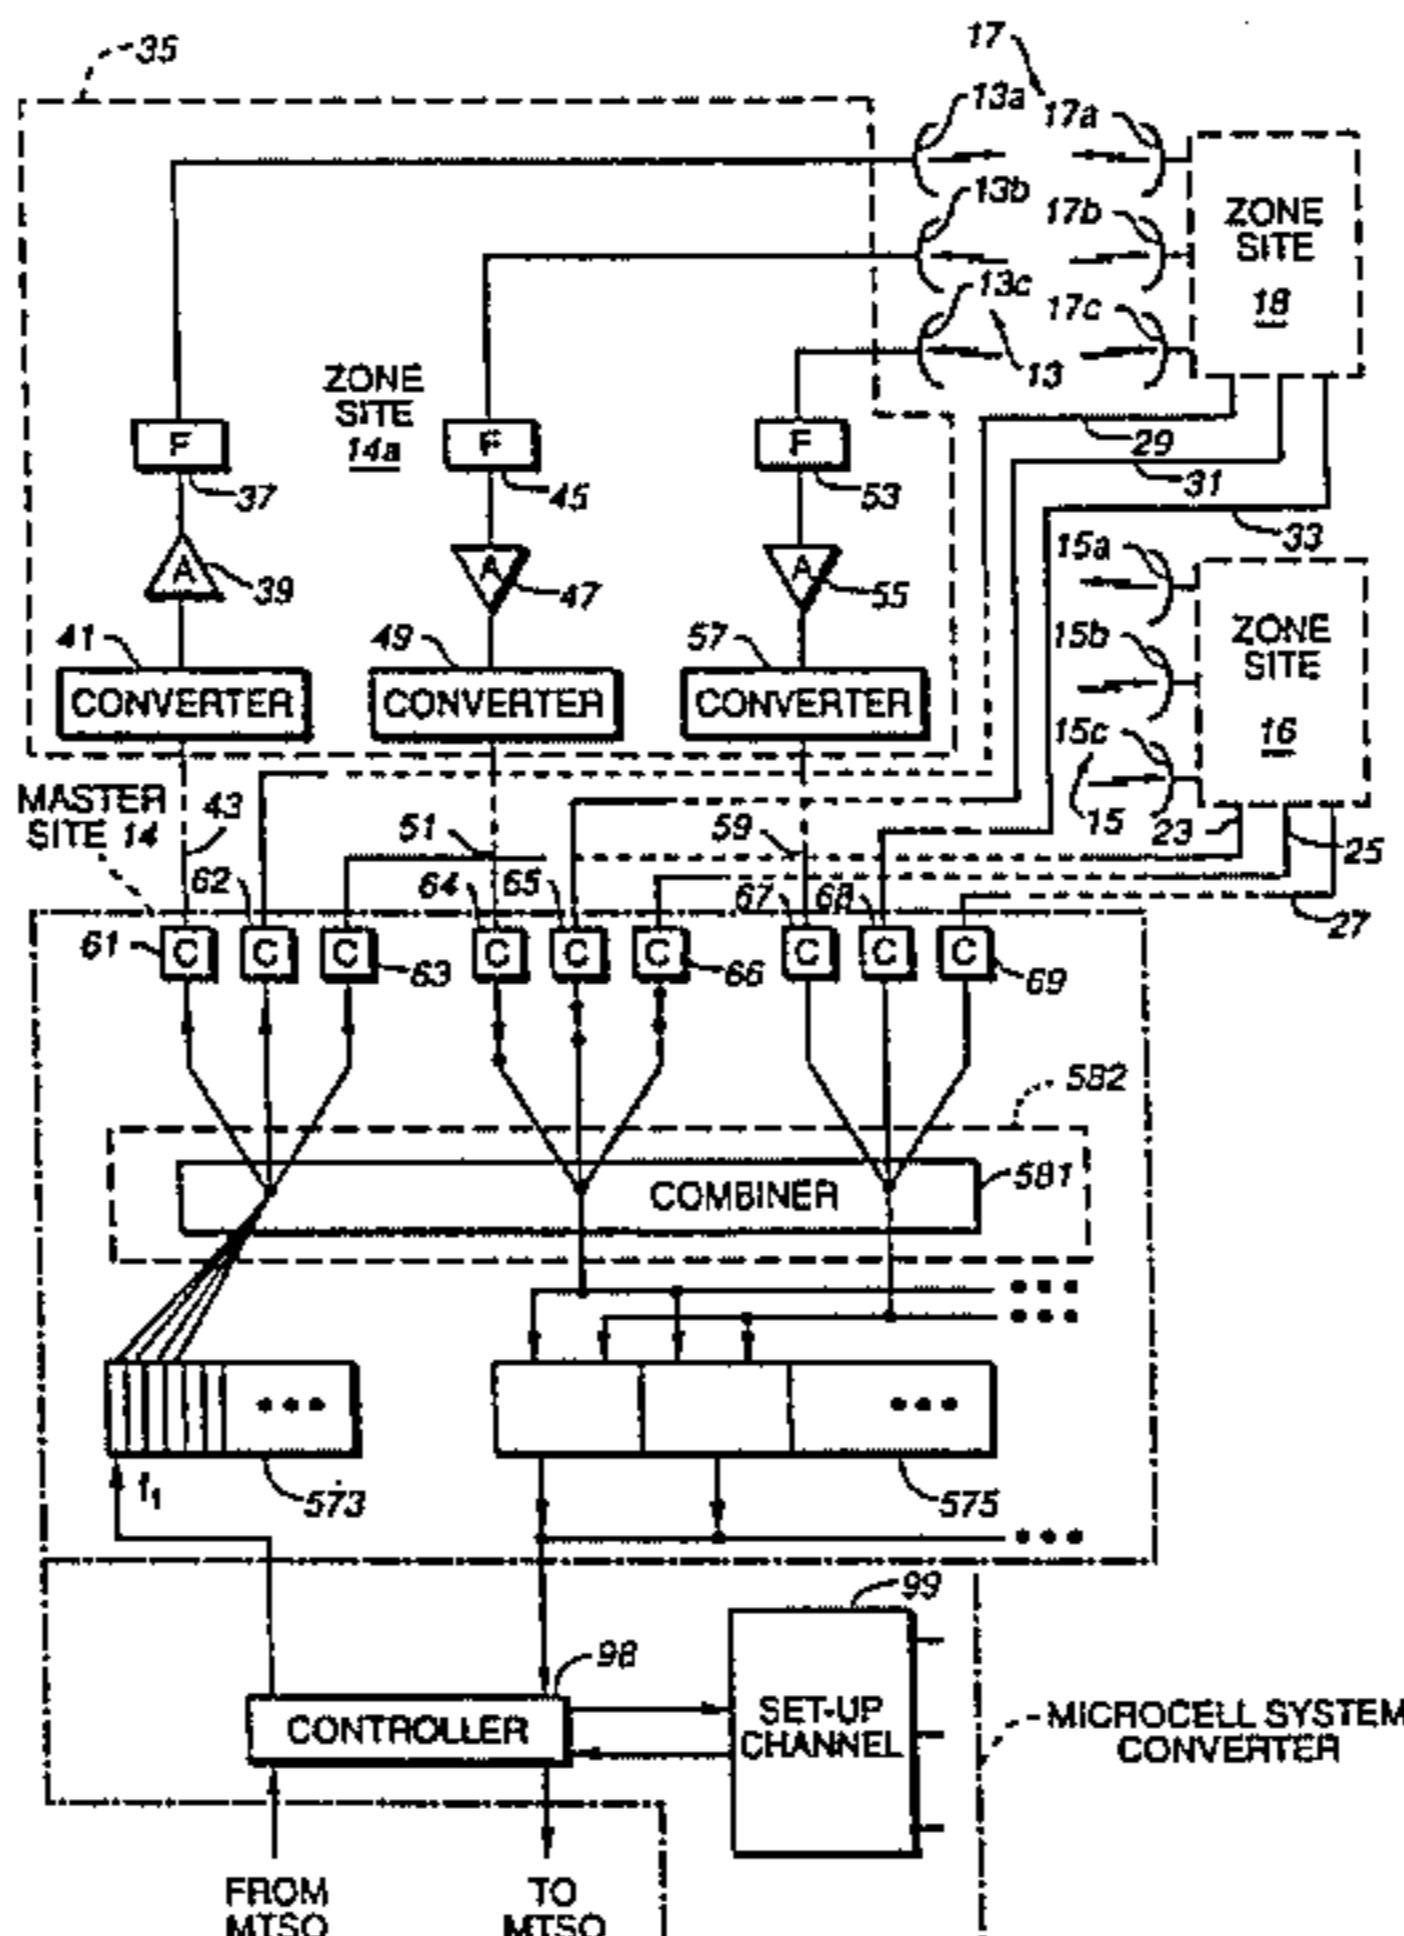 35
17
13a
17a
13b
17b
ZONE
SITE
18
13c
17c
13
ZONE
SITE
14a
29
F
F
F
37
45
53
31
33
A
39
A
47
A
55
15a
15b
ZONE
SITE
16
41
49
57
CONVERTER
CONVERTER
CONVERTER
15c
MASTER
SITE 14
43
51
59
15
23
25
62
64
65
67
68
27
61
C
C
C
63
C
C
C
66
C
C
C
69
582
COMBINER
581
f1
573
575
99
98
CONTROLLER
SET-UP
CHANNEL
MICROCELL SYSTEM
CONVERTER
FROM
MTSO
TO
MTSO